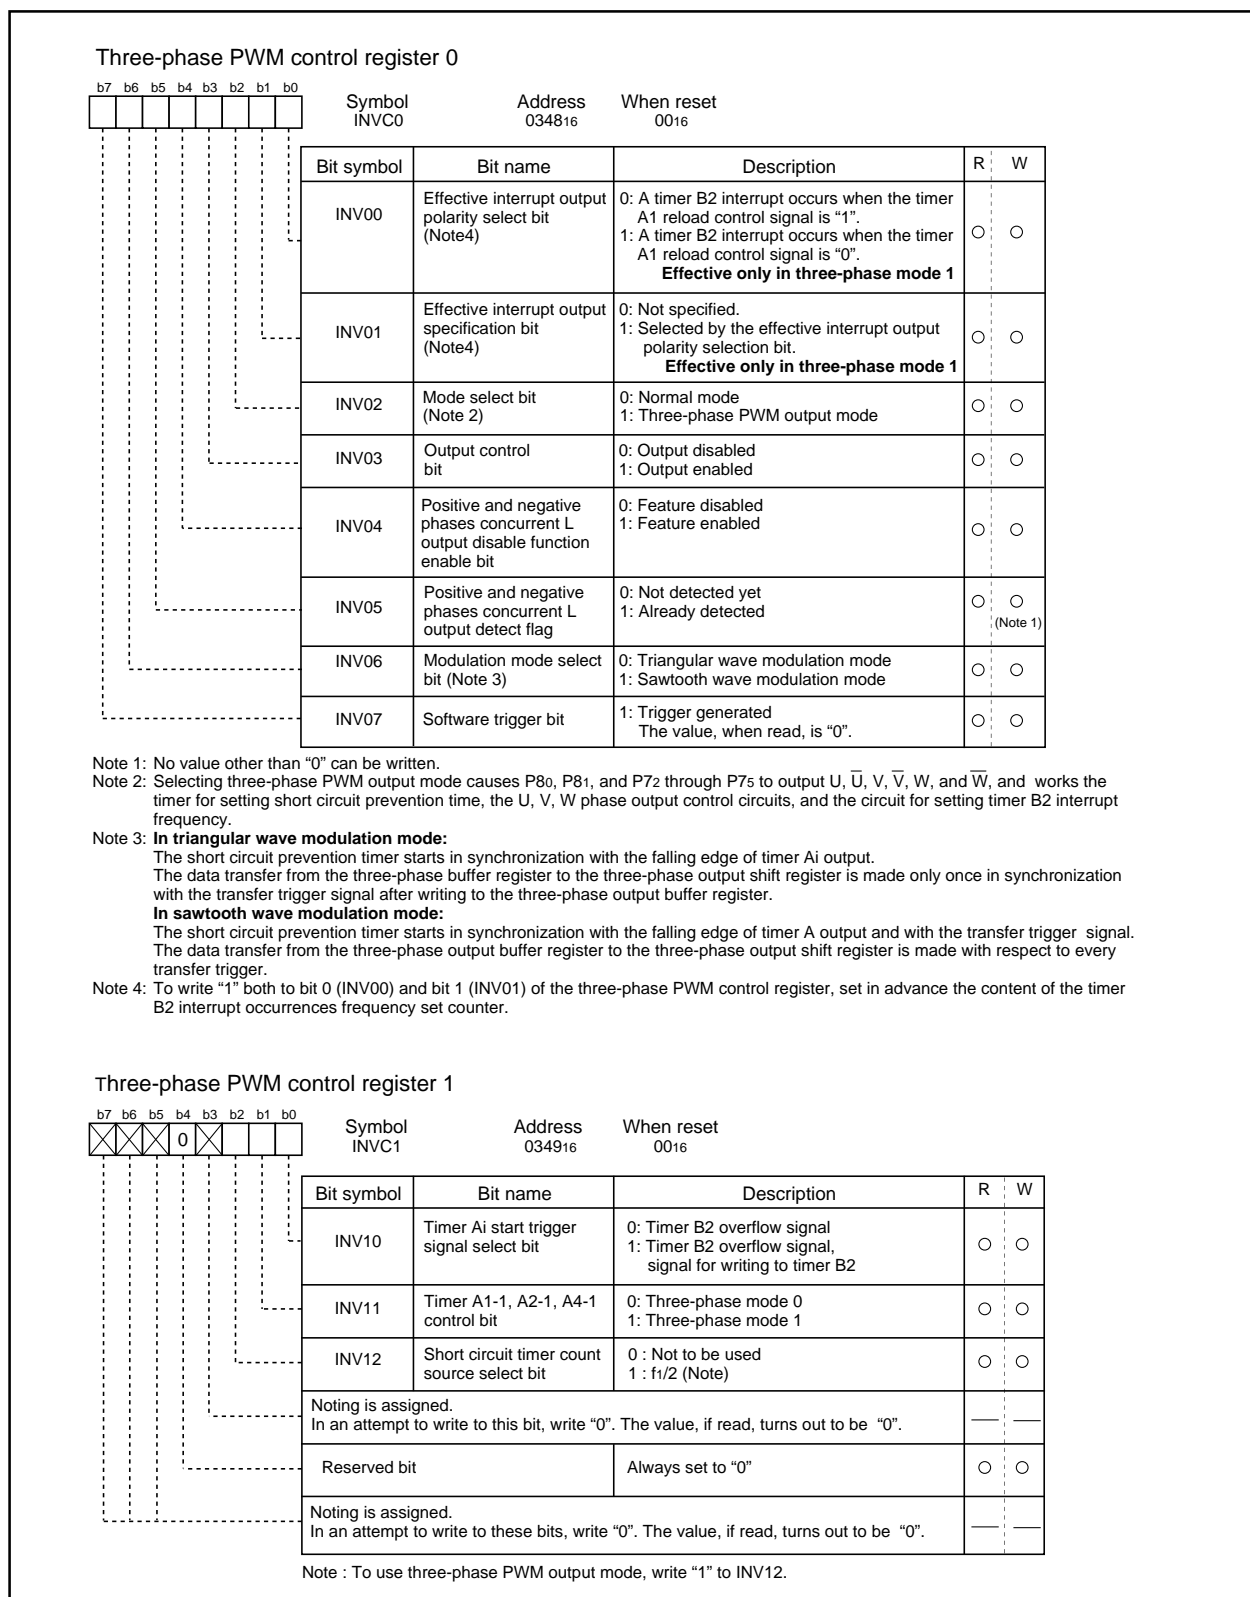 Three-phase PWM control register 0
b7 b6 b5 b4 b3 b2 b1 b0
Symbol Address When reset
INVC0 034816 0016
Bit symbol Bit name Description R W
INV00 Effective interrupt output 0: A timer B2 interrupt occurs when the timer
polarity select bit A1 reload control signal is “1”.
(Note4) 1: A timer B2 interrupt occurs when the timer
A1 reload control signal is “0”.
Effective only in three-phase mode 1
INV01 Effective interrupt output 0: Not specified.
specification bit 1: Selected by the effective interrupt output
(Note4) polarity selection bit.
Effective only in three-phase mode 1
INV02 Mode select bit 0: Normal mode
(Note 2) 1: Three-phase PWM output mode
INV03 Output control 0: Output disabled
bit 1: Output enabled
INV04 Positive and negative 0: Feature disabled
phases concurrent L 1: Feature enabled
output disable function
enable bit
INV05 Positive and negative 0: Not detected yet
phases concurrent L 1: Already detected
output detect flag (Note 1)
INV06 Modulation mode select 0: Triangular wave modulation mode
bit (Note 3) 1: Sawtooth wave modulation mode
INV07 Software trigger bit 1: Trigger generated
The value, when read, is “0”.
Note 1: No value other than “0” can be written.
Note 2: Selecting three-phase PWM output mode causes P80, P81, and P72 through P75 to output U, U̅, V, V̅, W, and W̅, and works the
timer for setting short circuit prevention time, the U, V, W phase output control circuits, and the circuit for setting timer B2 interrupt
frequency.
Note 3: In triangular wave modulation mode:
The short circuit prevention timer starts in synchronization with the falling edge of timer Ai output.
The data transfer from the three-phase buffer register to the three-phase output shift register is made only once in synchronization
with the transfer trigger signal after writing to the three-phase output buffer register.
In sawtooth wave modulation mode:
The short circuit prevention timer starts in synchronization with the falling edge of timer A output and with the transfer trigger signal.
The data transfer from the three-phase output buffer register to the three-phase output shift register is made with respect to every
transfer trigger.
Note 4: To write “1” both to bit 0 (INV00) and bit 1 (INV01) of the three-phase PWM control register, set in advance the content of the timer
B2 interrupt occurrences frequency set counter.
Three-phase PWM control register 1
b7 b6 b5 b4 b3 b2 b1 b0
0
Symbol Address When reset
INVC1 034916 0016
Bit symbol Bit name Description R W
INV10 Timer Ai start trigger 0: Timer B2 overflow signal
signal select bit 1: Timer B2 overflow signal,
signal for writing to timer B2
INV11 Timer A1-1, A2-1, A4-1 0: Three-phase mode 0
control bit 1: Three-phase mode 1
INV12 Short circuit timer count 0 : Not to be used
source select bit 1 : f1/2 (Note)
Noting is assigned.
In an attempt to write to this bit, write “0”. The value, if read, turns out to be “0”.
Reserved bit Always set to “0”
Noting is assigned.
In an attempt to write to these bits, write “0”. The value, if read, turns out to be “0”.
Note : To use three-phase PWM output mode, write “1” to INV12.